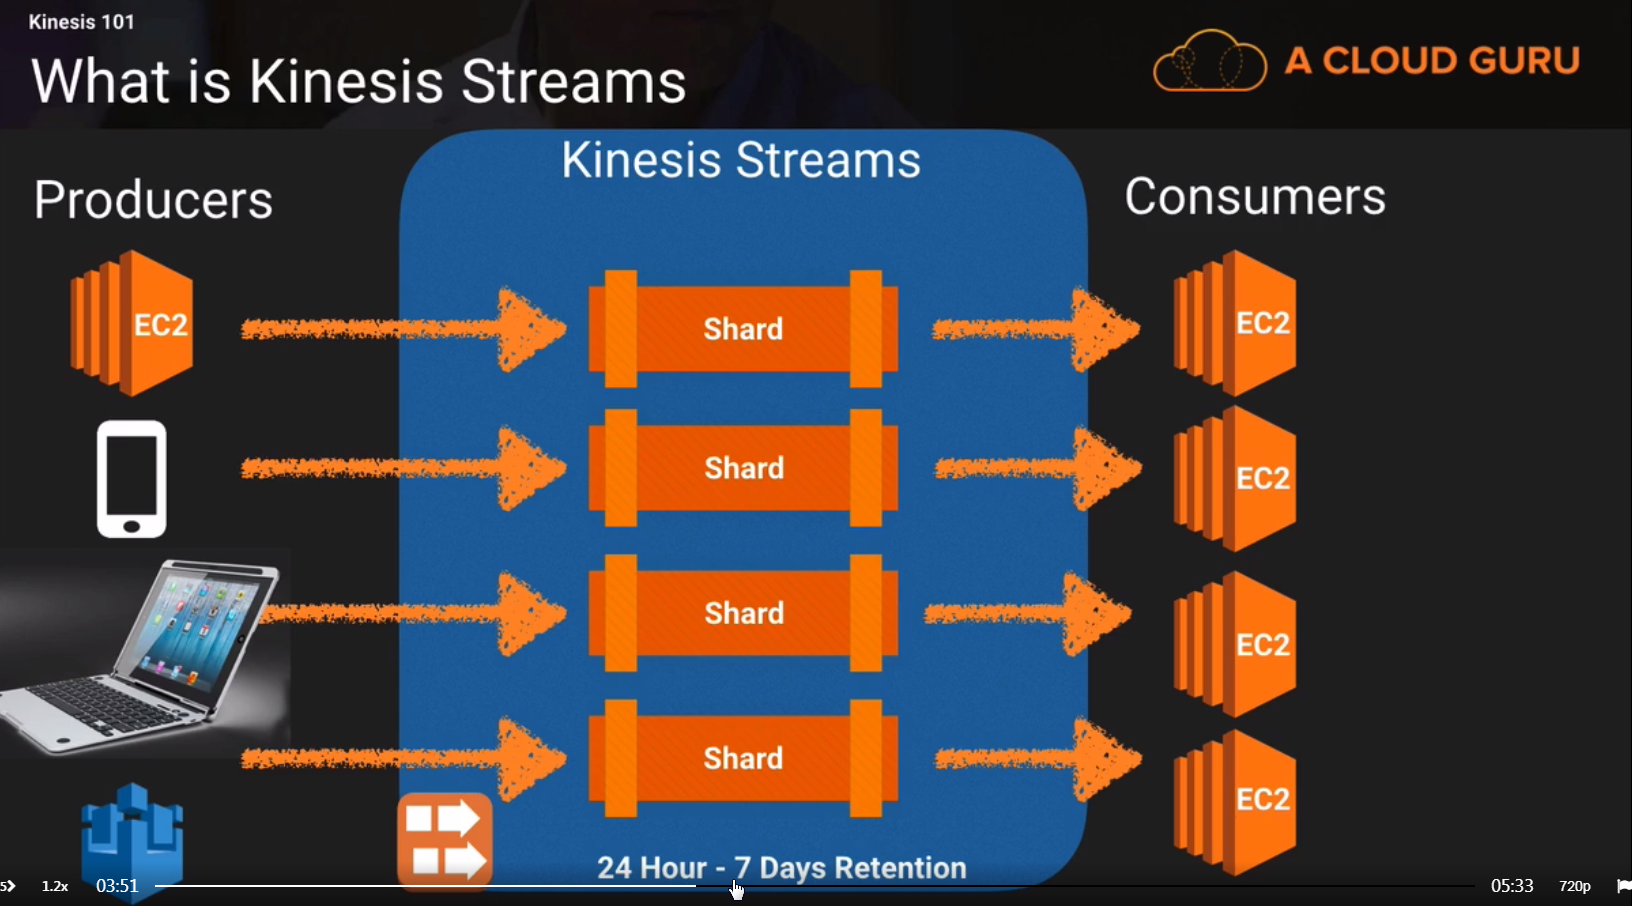 Kinesis 101
What is Kinesis Streams
A CLOUD GURU
Producers
Kinesis Streams
Consumers
EC2
Shard
EC2
Shard
EC2
Shard
EC2
Shard
EC2
24 Hour - 7 Days Retention
5
1.2x
03:51
05:33
720p